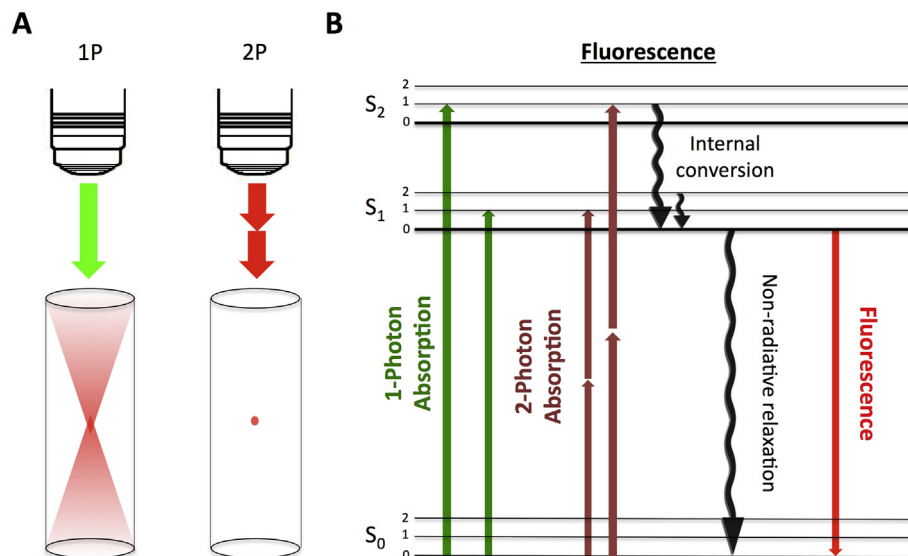 A
1P
2P
B
Fluorescence
S2
2
1
0
Internal
conversion
S1
2
1
0
1-Photon
Absorption
2-Photon
Absorption
Non-radiative relaxation
Fluorescence
S0
2
1
0